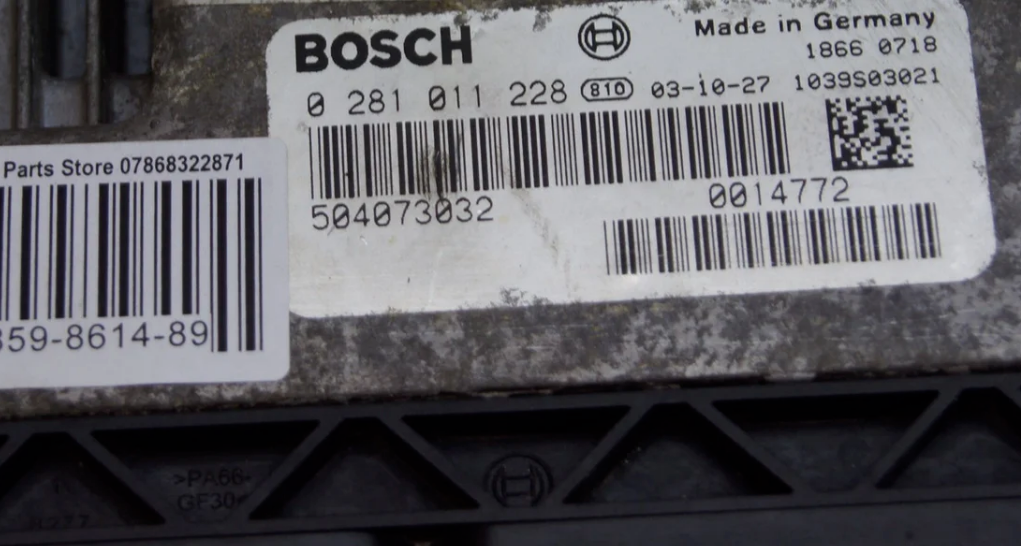 BOSCH
Made in Germany
1866 0718
0 281 011 228 810 03-10-27 1039S03021
504073032
0014772
Parts Store 07868322871
359-8614-89
>PA66-
GF30<